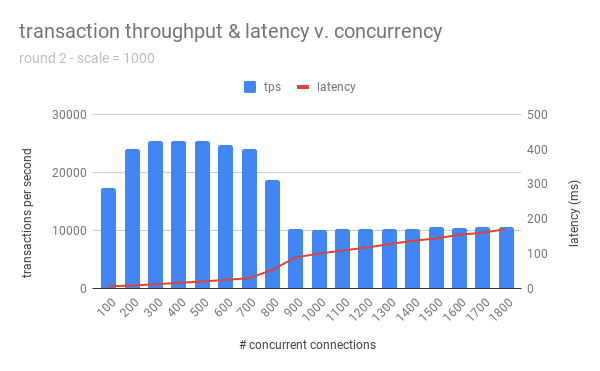 transaction throughput & latency v. concurrency
round 2 - scale = 1000
tps latency
30000
20000
10000
0
500
400
300
200
100
0
transactions per second
latency (ms)
100 200 300 400 500 600 700 800 900 1000 1100 1200 1300 1400 1500 1600 1700 1800
# concurrent connections